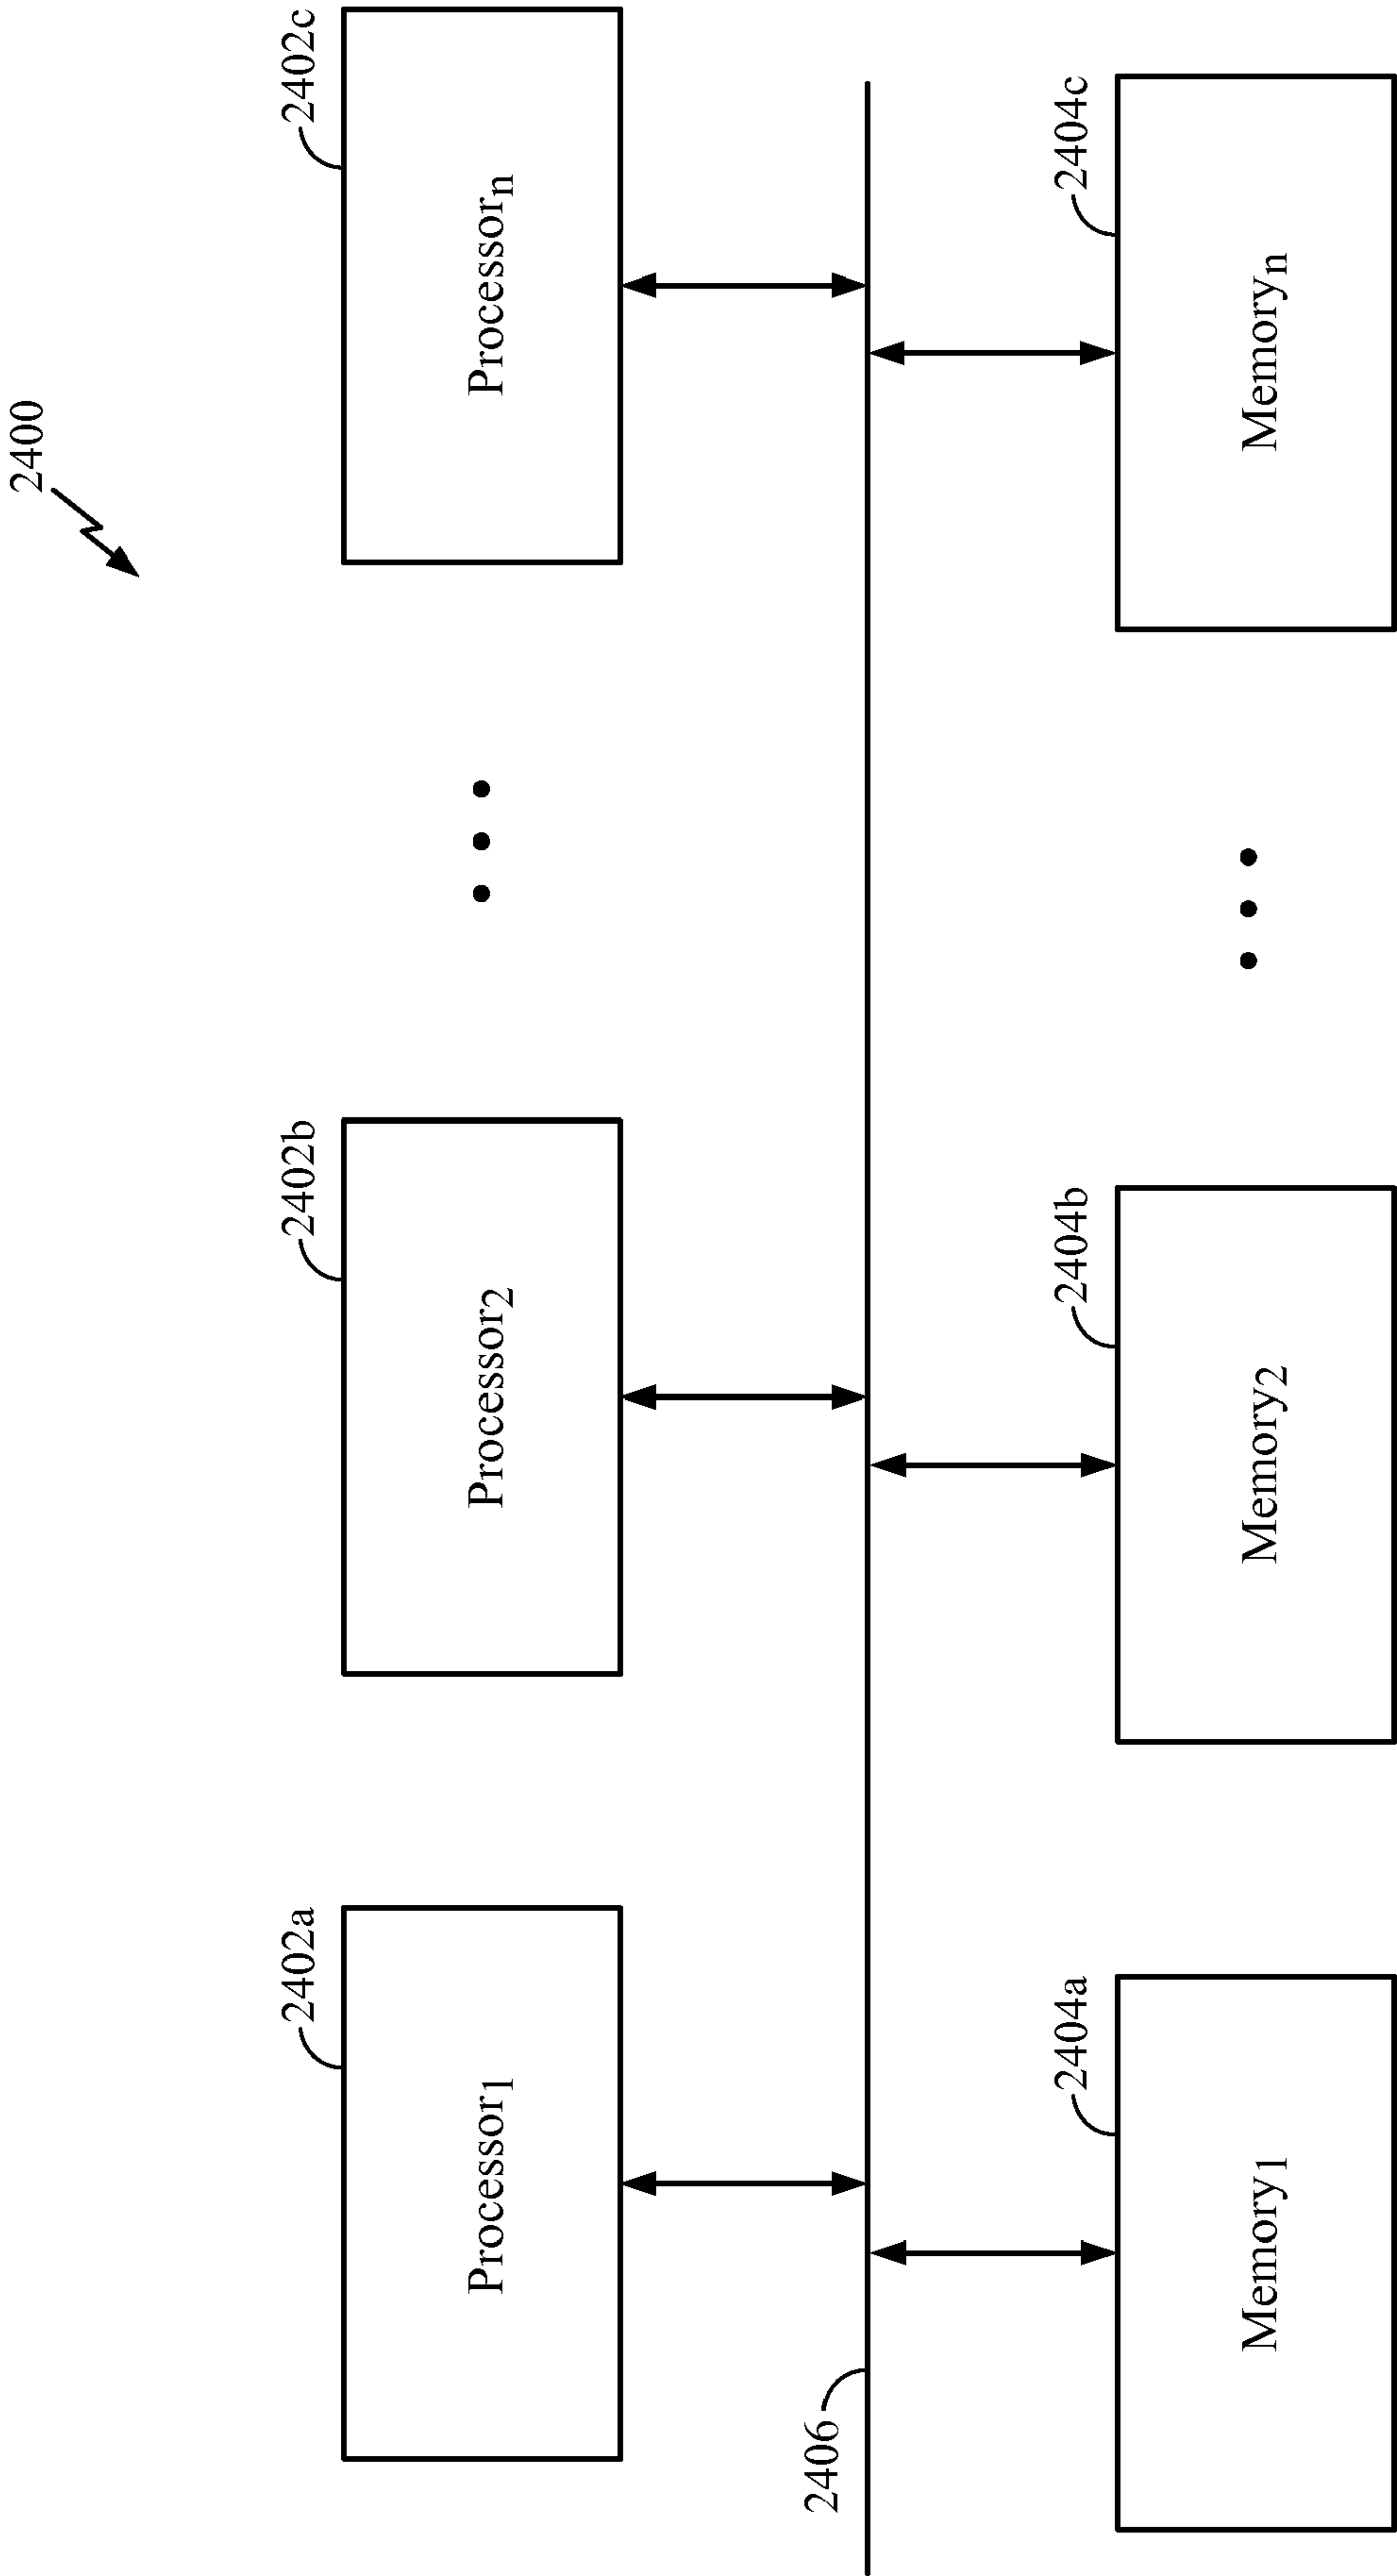 2400
2402a
2402b
2402c
Processor1
Processor2
Processorn
2406
2404a
2404b
2404c
Memory1
Memory2
Memoryn